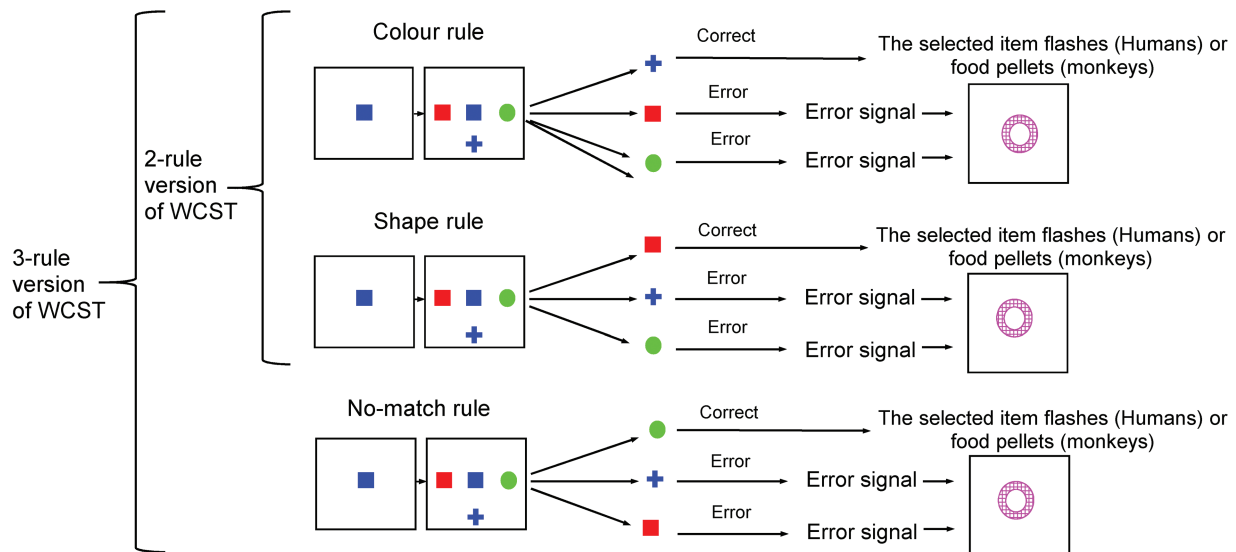 3-rule
version
of WCST
2-rule
version
of WCST
Colour rule
Correct
Error
Error
Error signal
Error signal
The selected item flashes (Humans) or
food pellets (monkeys)
Shape rule
Correct
Error
Error
Error signal
Error signal
The selected item flashes (Humans) or
food pellets (monkeys)
No-match rule
Correct
Error
Error
Error signal
Error signal
The selected item flashes (Humans) or
food pellets (monkeys)